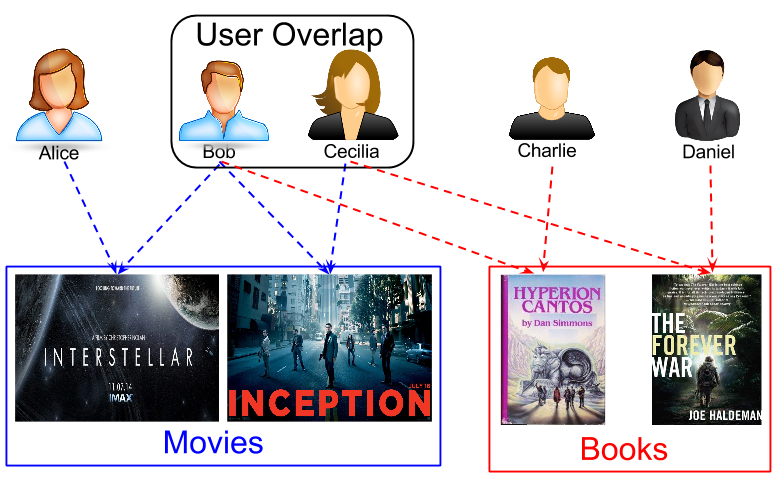 User Overlap
Alice
Bob
Cecilia
Charlie
Daniel
A FILM BY CHRISTOPHER NOLAN
INTERSTELLAR
11.07.14
IMAX
JULY 16
INCEPTION
HYPERION
CANTOS
by Dan Simmons
THE
FOREVER
WAR
JOE HALDEMAN
Movies
Books